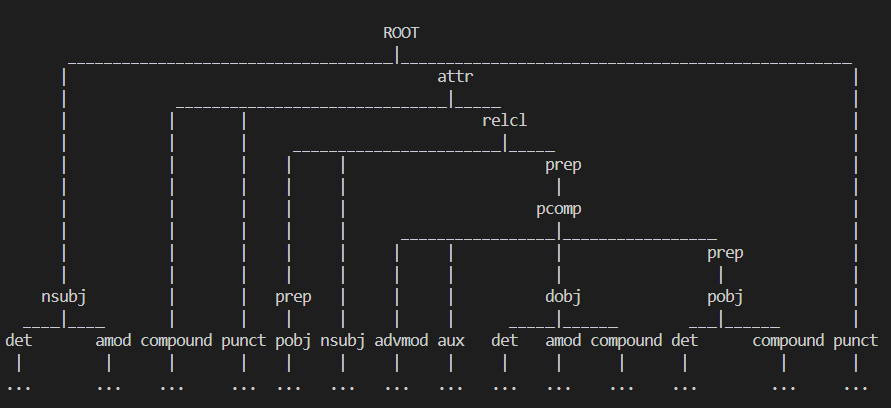 ROOT
attr
relcl
prep
pcomp
prep
nsubj prep dobj pobj
det amod compound punct pobj nsubj advmod aux det amod compound det compound punct
... ... ... ... ... ... ... ... ... ... ... ... ... ...